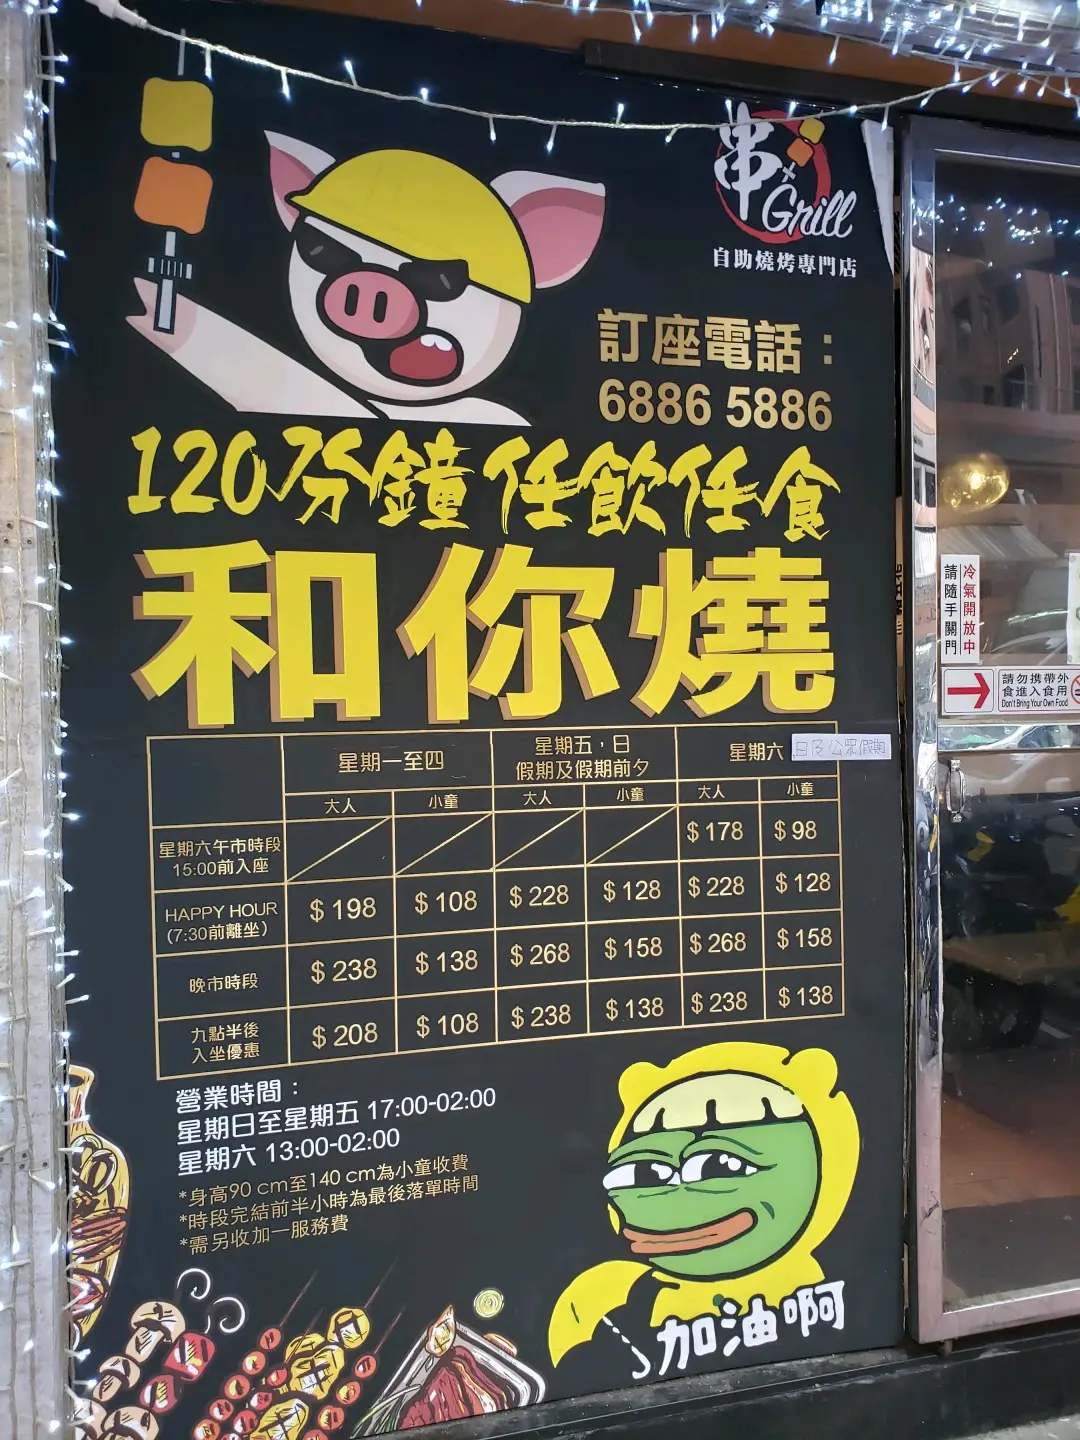 串
×
Grill
自助燒烤專門店
訂座電話：
6886 5886
120分鐘任飲任食
和你燒
星期一至四
星期五，日
假期及假期前夕
星期六 日及公眾假期
大人 小童 大人 小童 大人 小童
星期六午市時段
15:00前入座
$178 $98
HAPPY HOUR
(7:30前離坐)
$198 $108 $228 $128 $228 $128
晚市時段
$238 $138 $268 $158 $268 $158
九點半後
入坐優惠
$208 $108 $238 $138 $238 $138
營業時間：
星期日至星期五 17:00-02:00
星期六 13:00-02:00
*身高90 cm至140 cm為小童收費
*時段完結前半小時為最後落單時間
*需另收加一服務費
加油啊
冷氣開放中
請隨手關門
請勿攜帶外
食進入食用
Don't Bring Your Own Food